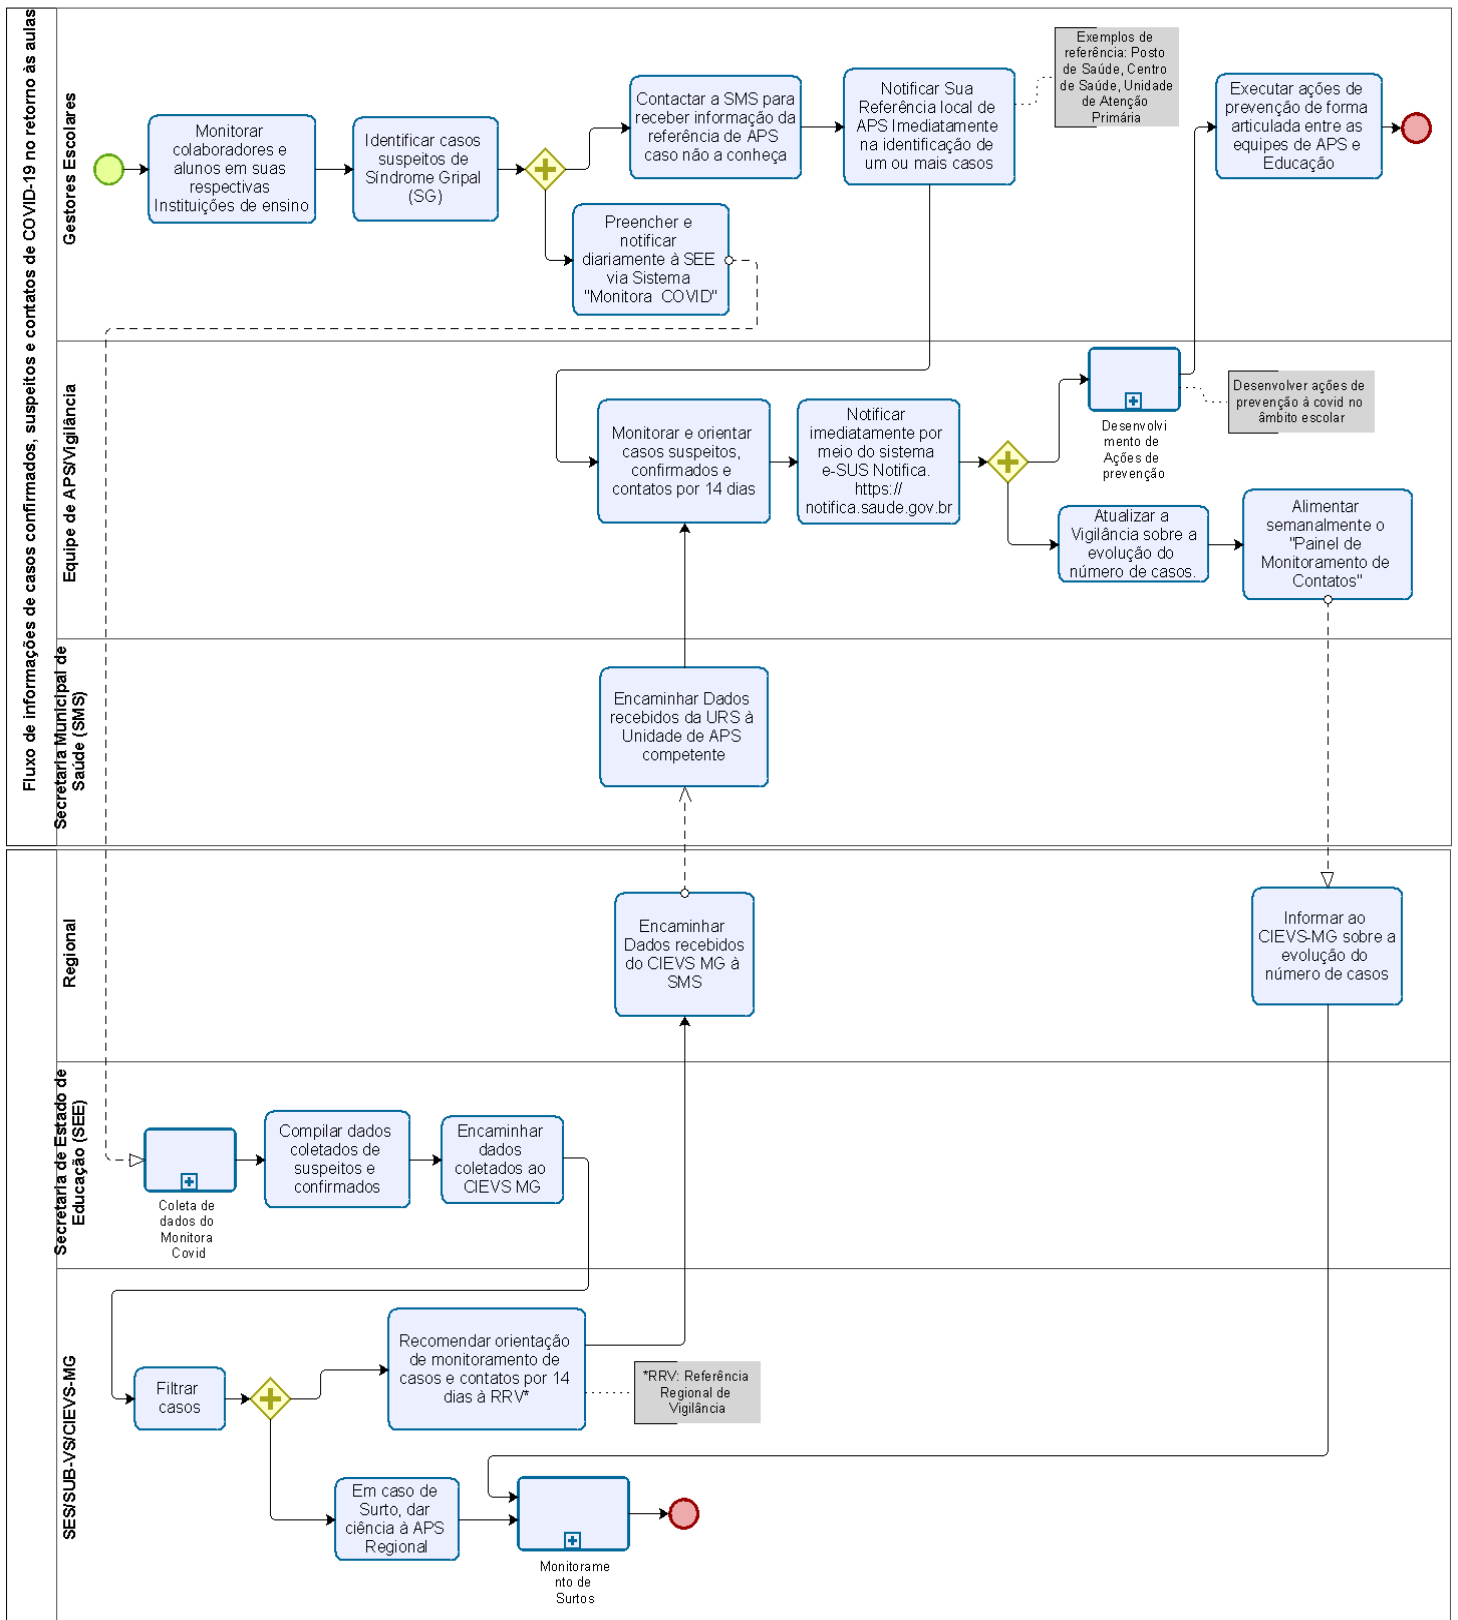 Fluxo de informações de casos confirmados, suspeitos e contatos de COVID-19 no retorno às aulas
Gestores Escolares
Monitorar
colaboradores e
alunos em suas
respectivas
Instituições de ensino
Identificar casos
suspeitos de
Síndrome Gripal
(SG)
Contactar a SMS para
receber informação da
referência de APS
caso não a conheça
Preencher e
notificar
diariamente à SEE
via Sistema
"Monitora COVID"
Notificar Sua
Referência local de
APS Imediatamente
na identificação de
um ou mais casos
Exemplos de
referência: Posto
de Saúde, Centro
de Saúde, Unidade
de Atenção
Primária
Executar ações de
prevenção de forma
articulada entre as
equipes de APS e
Educação
Equipe de APS/Vigilância
Monitorar e orientar
casos suspeitos,
confirmados e
contatos por 14 dias
Notificar
imediatamente por
meio do sistema
e-SUS Notifica.
https://
notifica.saude.gov.br
Desenvolvi
mento de
Ações de
prevenção
Desenvolver ações de
prevenção à covid no
âmbito escolar
Atualizar a
Vigilância sobre a
evolução do
número de casos.
Alimentar
semanalmente o
"Painel de
Monitoramento de
Contatos"
Secretaria Municipal de
Saúde (SMS)
Encaminhar Dados
recebidos da URS à
Unidade de APS
competente
Regional
Encaminhar
Dados recebidos
do CIEVS MG à
SMS
Informar ao
CIEVS-MG sobre a
evolução do
número de casos
Secretaria de Estado de
Educação (SEE)
Coleta de
dados do
Monitora
Covid
Compilar dados
coletados de
suspeitos e
confirmados
Encaminhar
dados
coletados ao
CIEVS MG
SES/SUB-VS/CIEVS-MG
Filtrar
casos
Recomendar orientação
de monitoramento de
casos e contatos por 14
dias à RRV*
*RRV: Referência
Regional de
Vigilância
Em caso de
Surto, dar
ciência à APS
Regional
Monitorame
nto de
Surtos